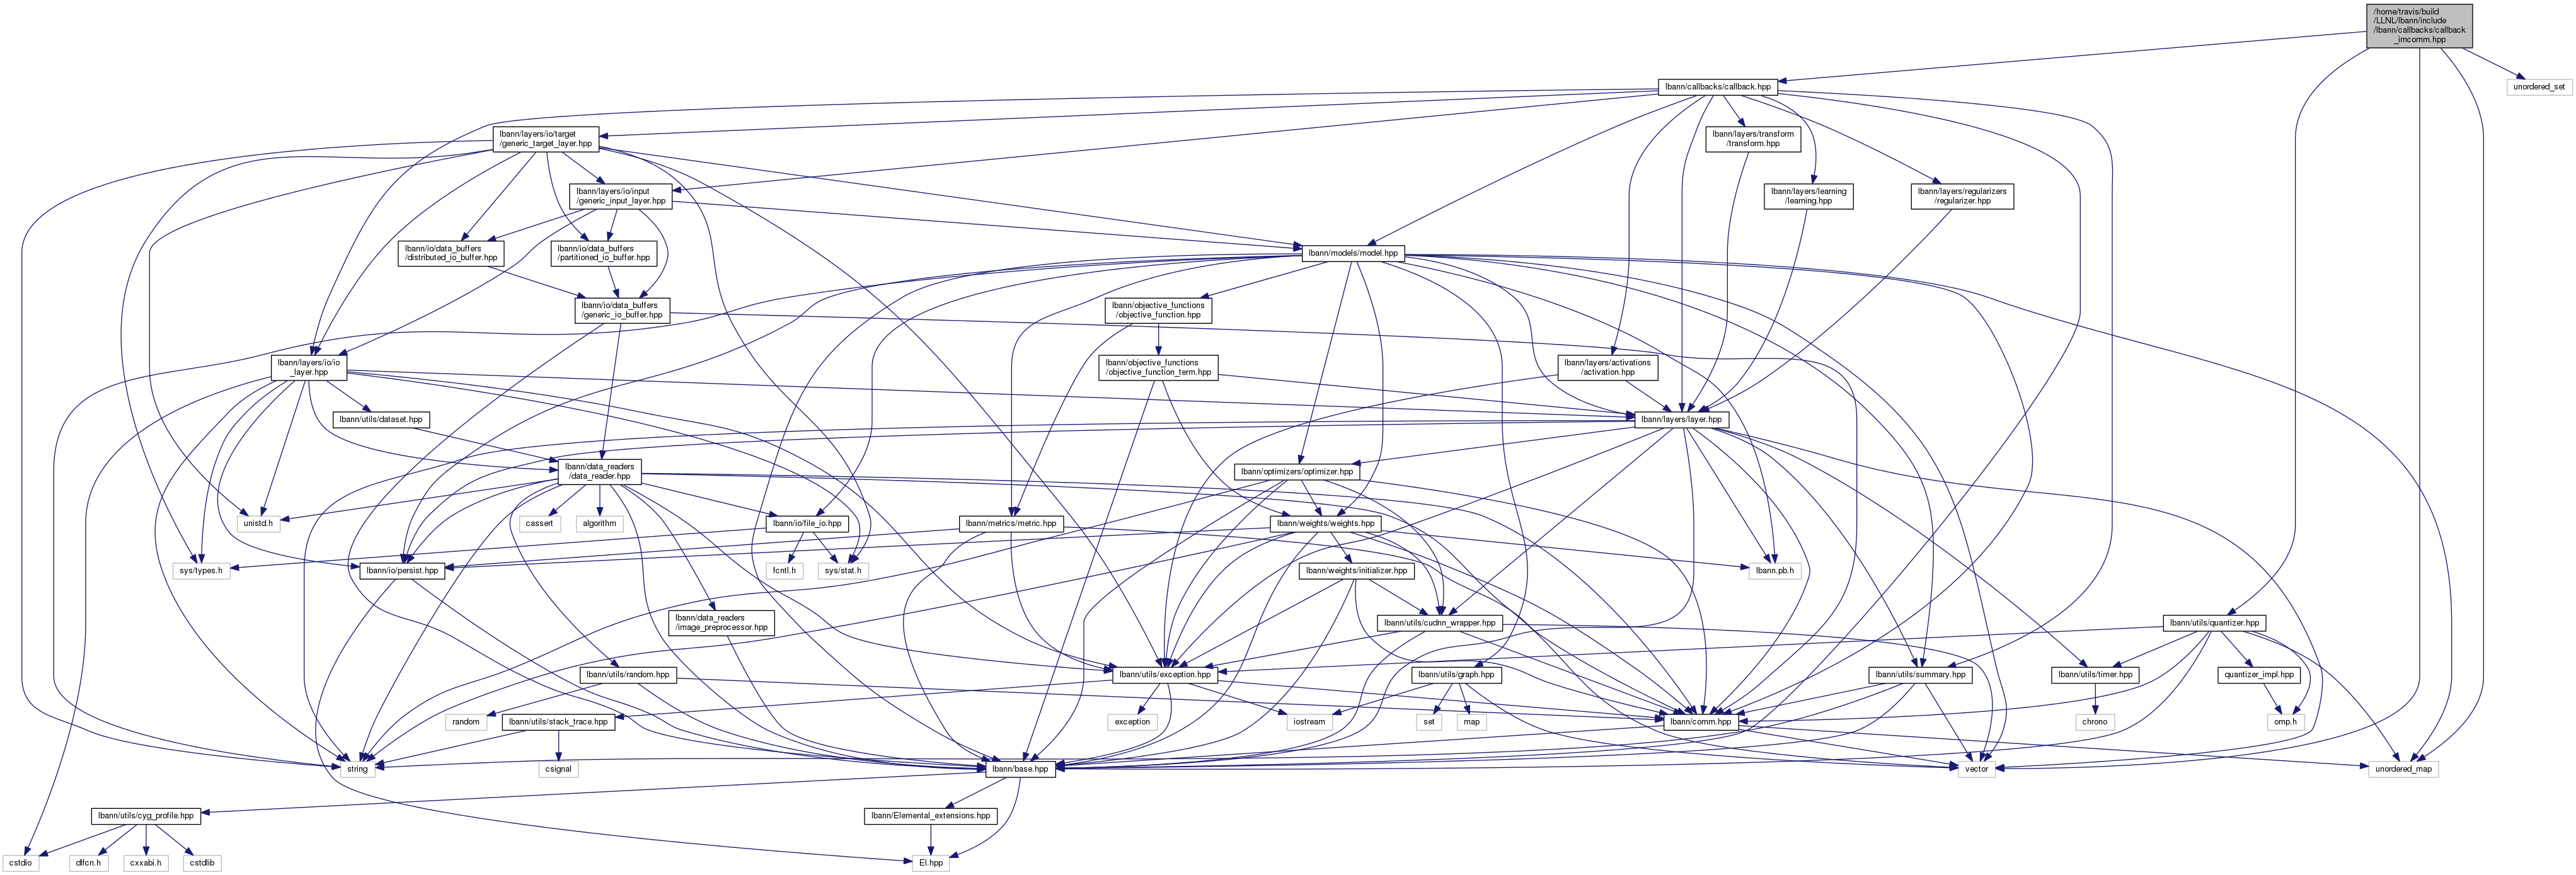 /home/travis/build
/LLNL/lbann/include
/lbann/callbacks/callback
_imcomm.hpp
lbann/callbacks/callback.hpp
unordered_set
lbann/layers/io/target
/generic_target_layer.hpp
lbann/layers/transform
/transform.hpp
lbann/layers/io/input
/generic_input_layer.hpp
lbann/layers/learning
/learning.hpp
lbann/layers/regularizers
/regularizer.hpp
lbann/io/data_buffers
/distributed_io_buffer.hpp
lbann/io/data_buffers
/partitioned_io_buffer.hpp
lbann/models/model.hpp
lbann/io/data_buffers
/generic_io_buffer.hpp
lbann/objective_functions
/objective_function.hpp
lbann/layers/io/io
_layer.hpp
lbann/objective_functions
/objective_function_term.hpp
lbann/layers/activations
/activation.hpp
lbann/utils/dataset.hpp
lbann/layers/layer.hpp
lbann/data_readers
/data_reader.hpp
lbann/optimizers/optimizer.hpp
unistd.h
cassert
algorithm
lbann/io/file_io.hpp
lbann/metrics/metric.hpp
lbann/weights/weights.hpp
sys/types.h
lbann/io/persist.hpp
fcntl.h
sys/stat.h
lbann/weights/initializer.hpp
lbann.pb.h
lbann/data_readers
/image_preprocessor.hpp
lbann/utils/cudnn_wrapper.hpp
lbann/utils/quantizer.hpp
lbann/utils/random.hpp
lbann/utils/exception.hpp
lbann/utils/graph.hpp
lbann/utils/summary.hpp
lbann/utils/timer.hpp
quantizer_impl.hpp
random
lbann/utils/stack_trace.hpp
exception
iostream
set
map
lbann/comm.hpp
chrono
omp.h
string
csignal
lbann/base.hpp
vector
unordered_map
lbann/utils/cyg_profile.hpp
lbann/Elemental_extensions.hpp
cstdio
dlfcn.h
cxxabi.h
cstdlib
El.hpp